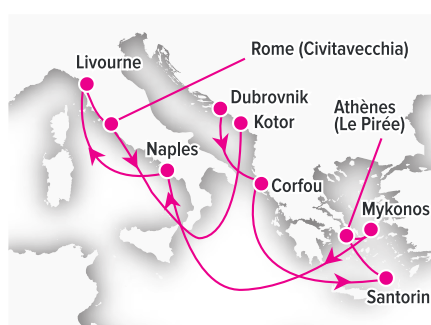 Rome (Civitavecchia)
Livourne
Dubrovnik
Kotor
Athènes
(Le Pirée)
Naples
Corfou
Mykonos
Santorin